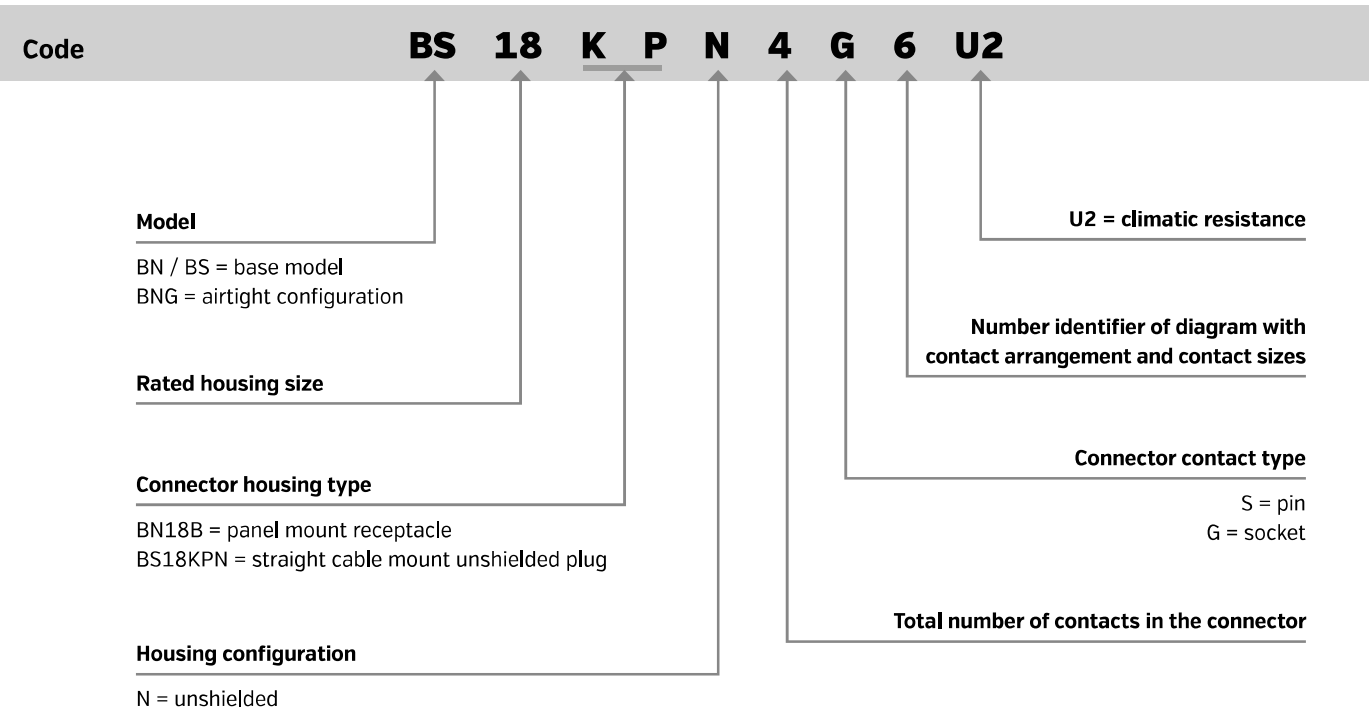 Code BS 18 K P N 4 G 6 U2
Model
BN / BS = base model
BNG = airtight configuration
Rated housing size
Connector housing type
BN18B = panel mount receptacle
BS18KPN = straight cable mount unshielded plug
Housing configuration
N = unshielded
U2 = climatic resistance
Number identifier of diagram with
contact arrangement and contact sizes
Connector contact type
S = pin
G = socket
Total number of contacts in the connector